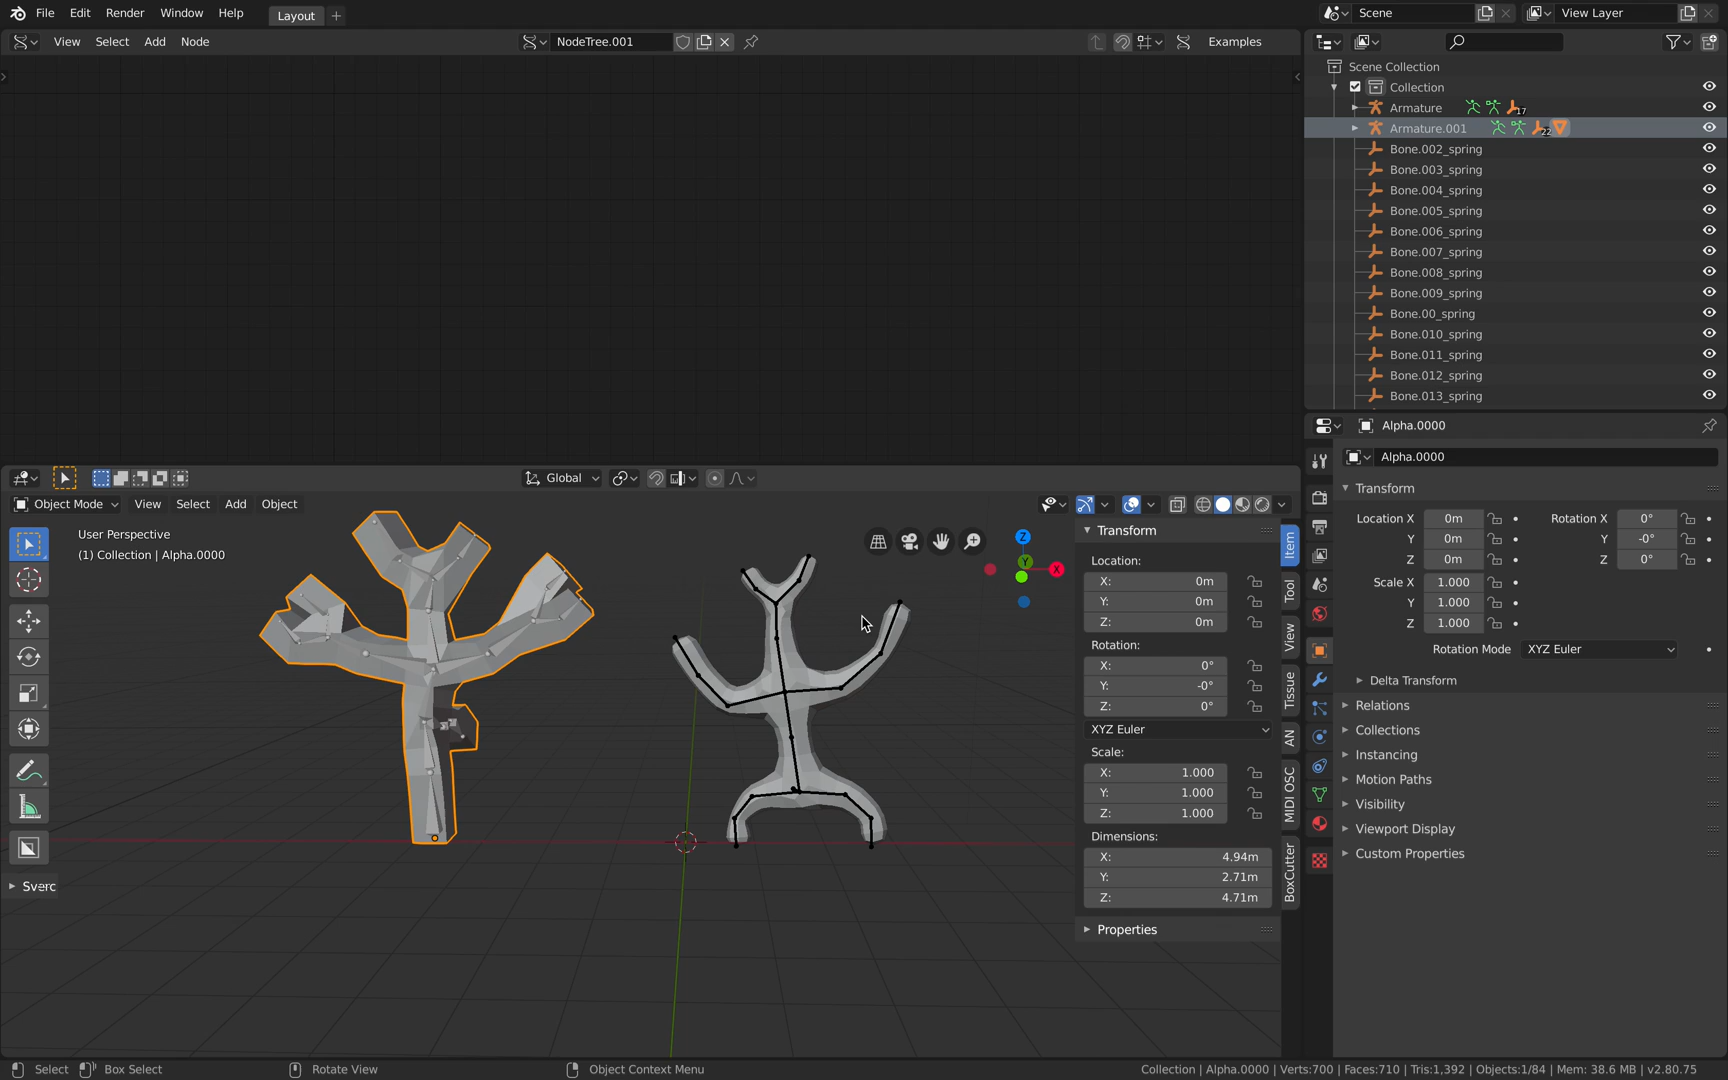 File Edit Render Window Help Layout + Scene View Layer
View Select Add Node NodeTree.001 Examples
Scene Collection
Collection
Armature 17
Armature.001 22
Bone.002_spring
Bone.003_spring
Bone.004_spring
Bone.005_spring
Bone.006_spring
Bone.007_spring
Bone.008_spring
Bone.009_spring
Bone.00_spring
Bone.010_spring
Bone.011_spring
Bone.012_spring
Bone.013_spring
Global
Object Mode View Select Add Object
User Perspective
(1) Collection | Alpha.0000
Sverc
Z
Y
X
Transform
Location:
X: 0m
Y: 0m
Z: 0m
Rotation:
X: 0°
Y: -0°
Z: 0°
XYZ Euler
Scale:
X: 1.000
Y: 1.000
Z: 1.000
Dimensions:
X: 4.94m
Y: 2.71m
Z: 4.71m
Properties
Item
Tool
View
Tissue
AN
MIDI OSC
BoxCutter
Alpha.0000
Alpha.0000
Transform
Location X 0m Rotation X 0°
Y 0m Y -0°
Z 0m Z 0°
Scale X 1.000
Y 1.000
Z 1.000
Rotation Mode XYZ Euler
Delta Transform
Relations
Collections
Instancing
Motion Paths
Visibility
Viewport Display
Custom Properties
Select Box Select Rotate View Object Context Menu Collection | Alpha.0000 | Verts:700 | Faces:710 | Tris:1,392 | Objects:1/84 | Mem: 38.6 MB | v2.80.75